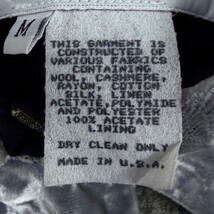 M
THIS GARMENT IS
CONSTRUCTED OF
VARIOUS FABRICS
CONTAINING
WOOL, CASHMERE,
RAYON, COTTON
SILK, LINEN
ACETATE, POLYMIDE
AND POLYESTER
100% ACETATE
LINING
DRY CLEAN ONLY
MADE IN U.S.A.